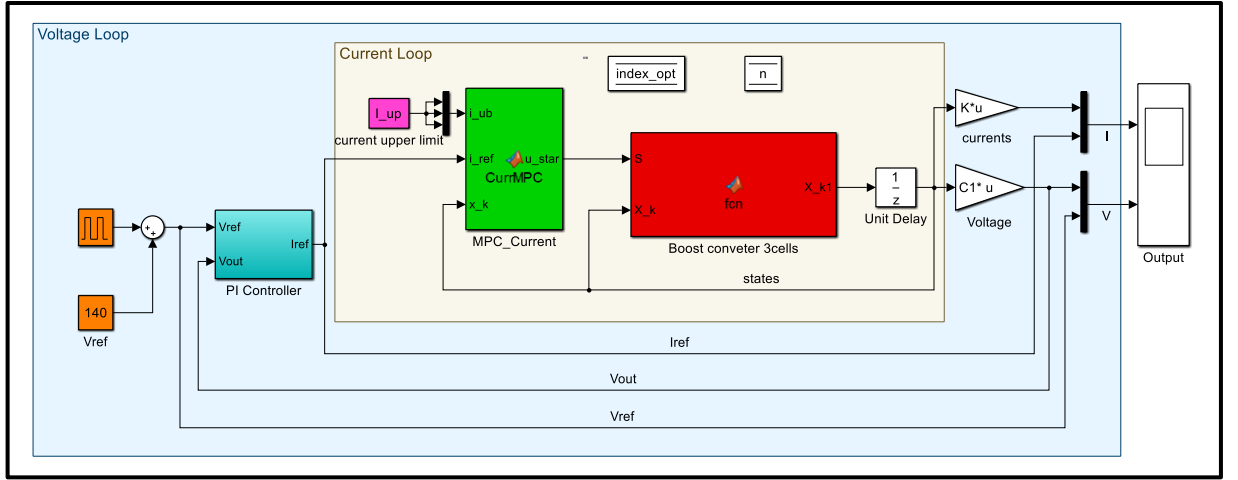 Voltage Loop
Current Loop
index_opt
n
I_up
current upper limit
i_ub
i_ref
u_star
CurrMPC
x_k
MPC_Current
S
X_k
fcn
X_k1
Boost conveter 3cells
1
z
Unit Delay
K*u
currents
C1* u
Voltage
I
V
Output
Vref
Vout
Iref
PI Controller
140
Vref
++
states
Iref
Vout
Vref